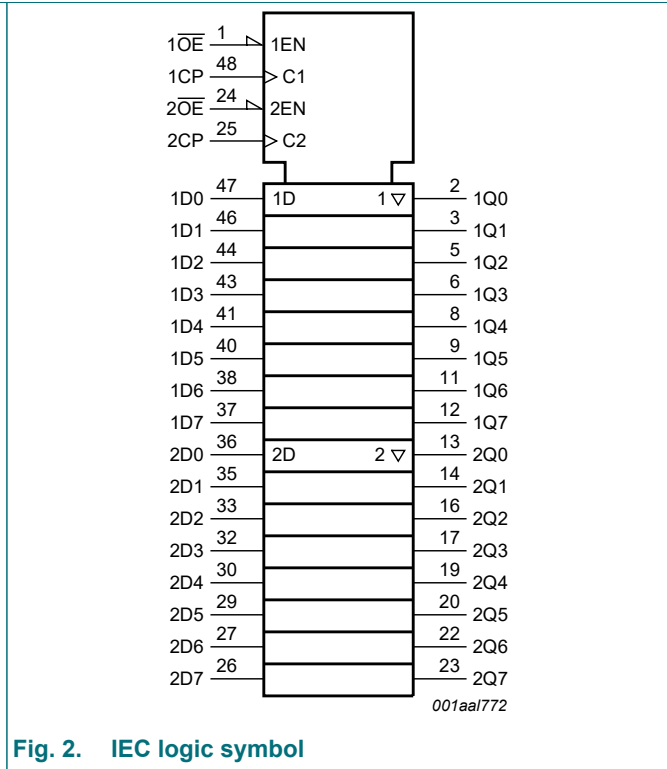 1O̅E̅ 1 1EN
1CP 48 C1
2O̅E̅ 24 2EN
2CP 25 C2
1D0 47 1D 1 ▽ 2 1Q0
1D1 46 3 1Q1
1D2 44 5 1Q2
1D3 43 6 1Q3
1D4 41 8 1Q4
1D5 40 9 1Q5
1D6 38 11 1Q6
1D7 37 12 1Q7
2D0 36 2D 2 ▽ 13 2Q0
2D1 35 14 2Q1
2D2 33 16 2Q2
2D3 32 17 2Q3
2D4 30 19 2Q4
2D5 29 20 2Q5
2D6 27 22 2Q6
2D7 26 23 2Q7
001aal772
Fig. 2. IEC logic symbol